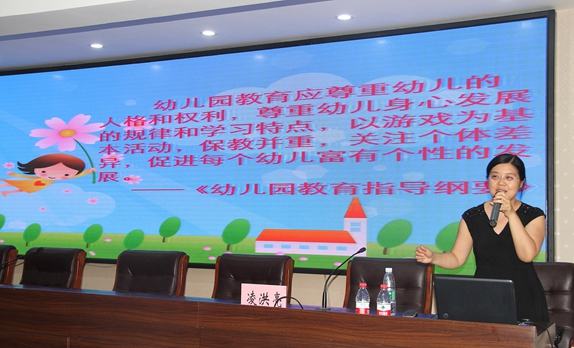 幼儿园教育应尊重幼儿的
人格和权利，尊重幼儿身心发展
的规律和学习特点，以游戏为基
本活动，保教并重，关注个体差
异，促进每个幼儿富有个性的发
展。
——《幼儿园教育指导纲要》
凌洪亮